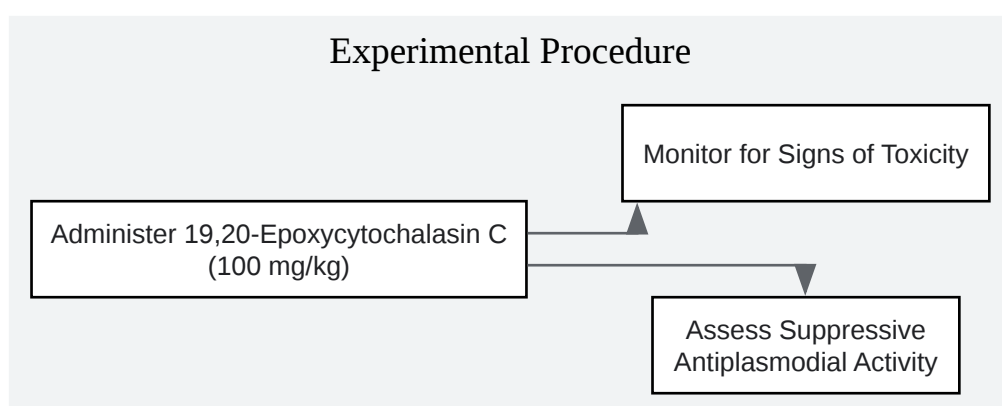 Experimental Procedure
Monitor for Signs of Toxicity
Administer 19,20-Epoxycytochalasin C
(100 mg/kg)
Assess Suppressive
Antiplasmodial Activity